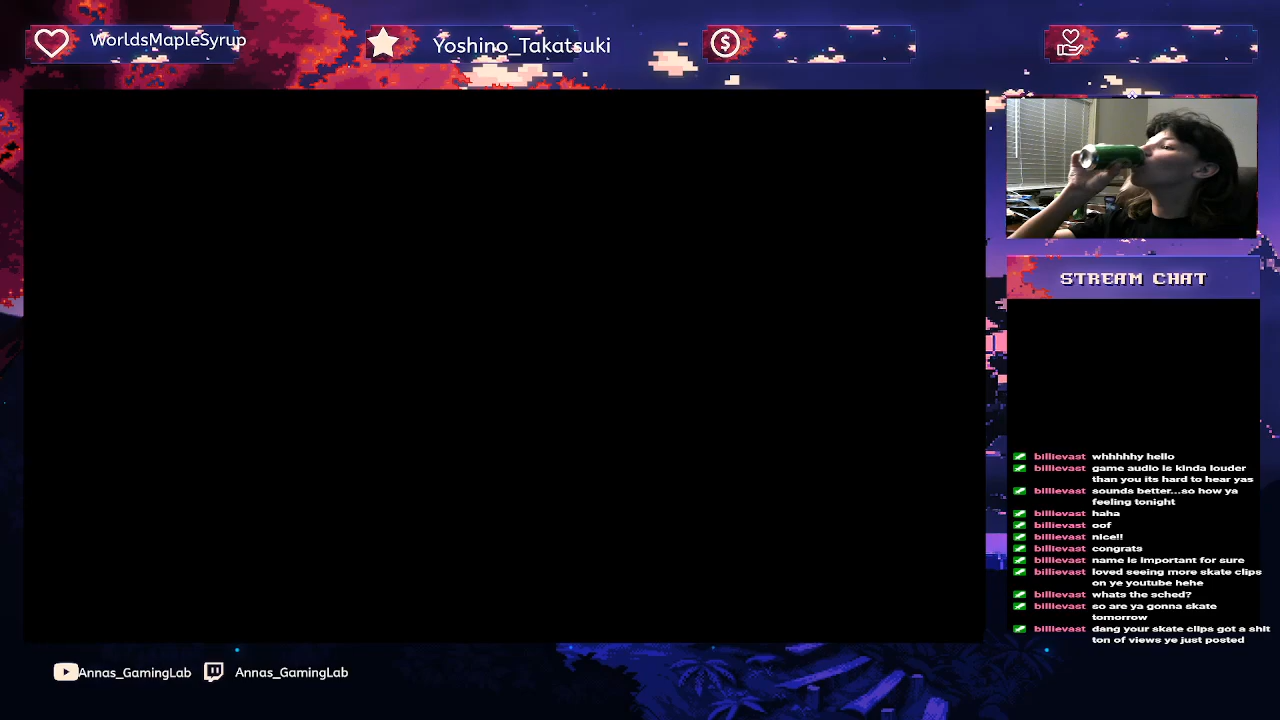 WorldsMapleSyrup
Yoshino_Takatsuki
STREAM CHAT
billievast whhhhhy hello
billievast game audio is kinda louder
than you its hard to hear yas
billievast sounds better...so how ya
feeling tonight
billievast haha
billievast oof
billievast nice!!
billievast congrats
billievast name is important for sure
billievast loved seeing more skate clips
on ye youtube hehe
billievast whats the sched?
billievast so are ya gonna skate
tomorrow
billievast dang your skate clips got a shit
ton of views ye just posted
Annas_GamingLab
Annas_GamingLab